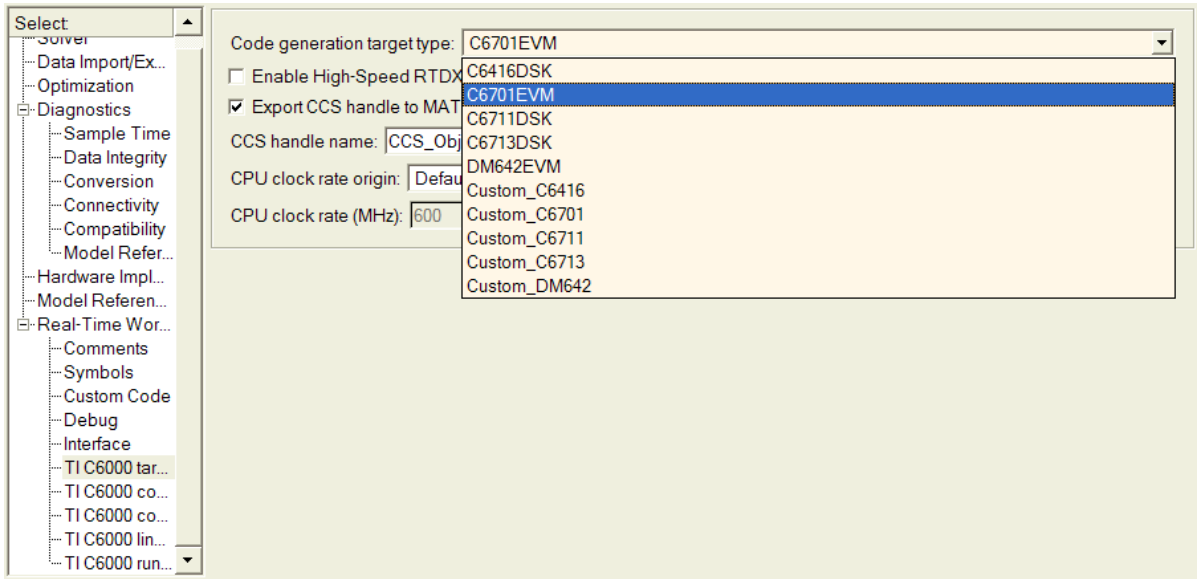 Select:
Solver
Data Import/Ex...
Optimization
Diagnostics
Sample Time
Data Integrity
Conversion
Connectivity
Compatibility
Model Refer...
Hardware Impl...
Model Referen...
Real-Time Wor...
Comments
Symbols
Custom Code
Debug
Interface
TI C6000 tar...
TI C6000 co...
TI C6000 co...
TI C6000 lin...
TI C6000 run...
Code generation target type: C6701EVM
Enable High-Speed RTDX
Export CCS handle to MAT
CCS handle name: CCS_Obj
CPU clock rate origin: Defau
CPU clock rate (MHz): 600
C6416DSK
C6701EVM
C6711DSK
C6713DSK
DM642EVM
Custom_C6416
Custom_C6701
Custom_C6711
Custom_C6713
Custom_DM642